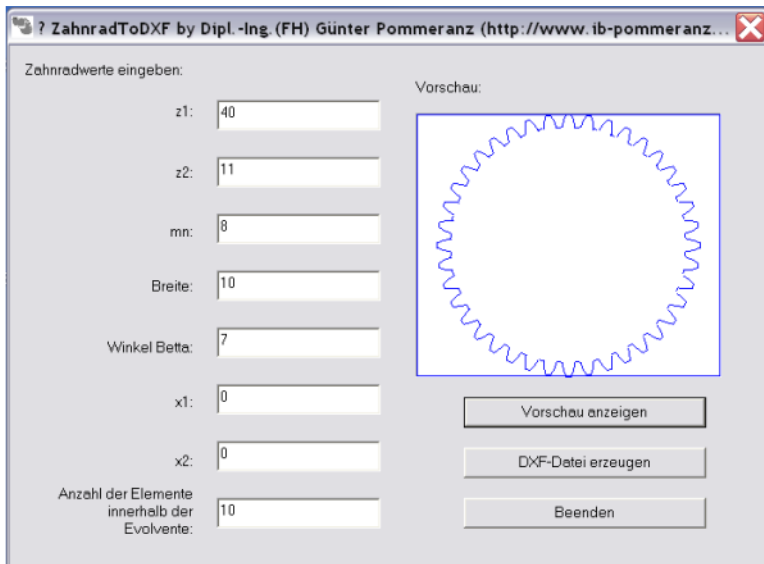 ? ZahnradToDXF by Dipl.-Ing.(FH) Günter Pommeranz (http://www.ib-pommeranz...
Zahnradwerte eingeben:
Vorschau:
z1: 40
z2: 11
mn: 8
Breite: 10
Winkel Betta: 7
x1: 0
x2: 0
Anzahl der Elemente
innerhalb der
Evolvente: 10
Vorschau anzeigen
DXF-Datei erzeugen
Beenden